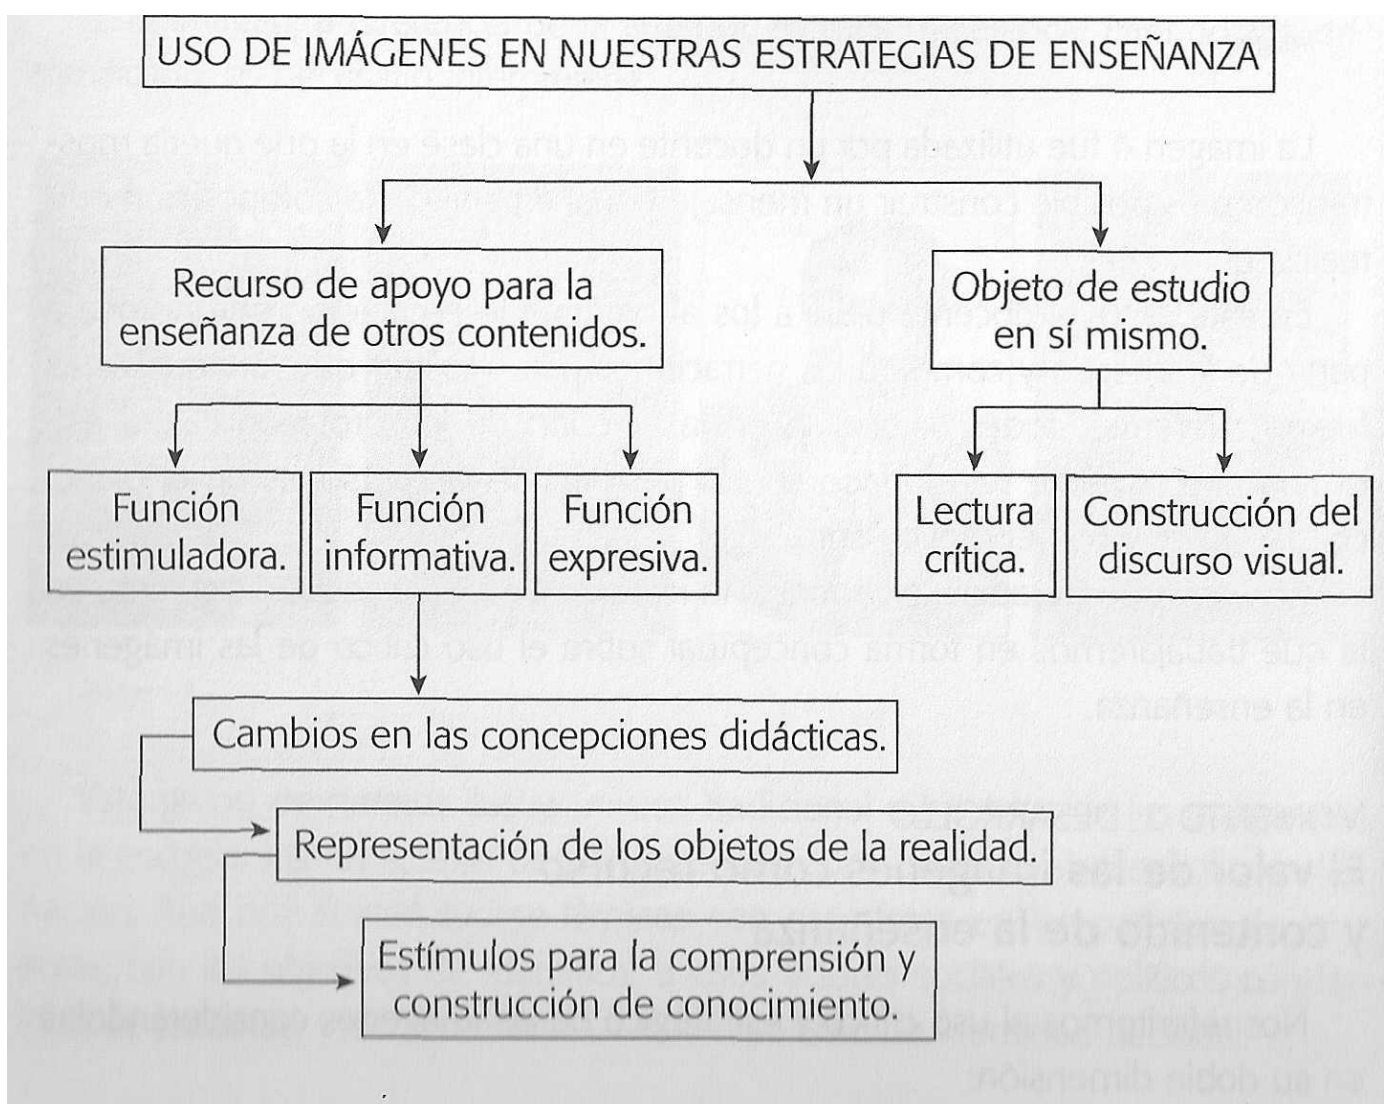 USO DE IMÁGENES EN NUESTRAS ESTRATEGIAS DE ENSEÑANZA
Recurso de apoyo para la
enseñanza de otros contenidos.
Objeto de estudio
en sí mismo.
Función
estimuladora.
Función
informativa.
Función
expresiva.
Lectura
crítica.
Construcción del
discurso visual.
Cambios en las concepciones didácticas.
Representación de los objetos de la realidad.
Estímulos para la comprensión y
construcción de conocimiento.